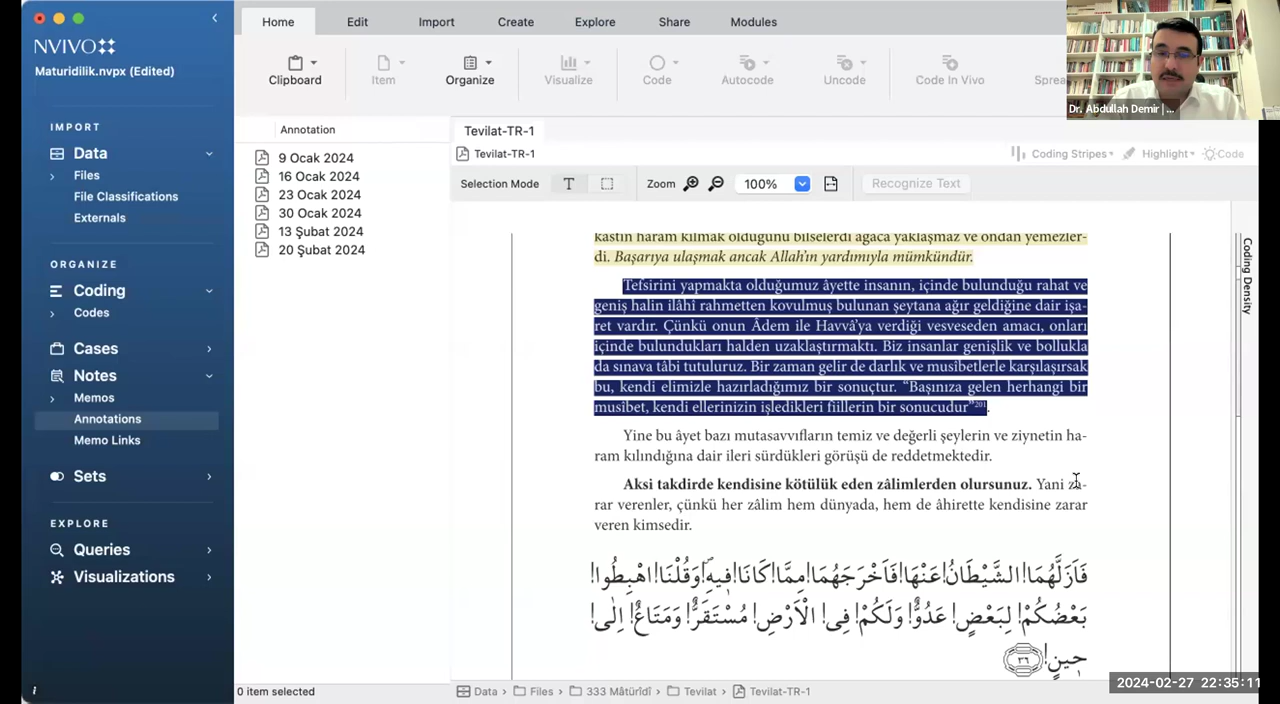 NVIVO
Maturidilik.nvpx (Edited)
IMPORT
Data
Files
File Classifications
Externals
ORGANIZE
Coding
Codes
Cases
Notes
Memos
Annotations
Memo Links
Sets
EXPLORE
Queries
Visualizations
Home Edit Import Create Explore Share Modules
Clipboard Item Organize Visualize Code Autocode Uncode Code In Vivo Sprea
Dr. Abdullah Demir |...
Annotation
9 Ocak 2024
16 Ocak 2024
23 Ocak 2024
30 Ocak 2024
13 Şubat 2024
20 Şubat 2024
0 item selected
Tevilat-TR-1
Tevilat-TR-1 Coding Stripes Highlight Code
Selection Mode T Zoom 100% Recognize Text
kastın haram kılmak olduğunu bilselerdi ağaca yaklaşmaz ve ondan yemezler-
di. Başarıya ulaşmak ancak Allah'ın yardımıyla mümkündür.
Tefsirini yapmakta olduğumuz âyette insanın, içinde bulunduğu rahat ve
geniş halin ilâhî rahmetten kovulmuş bulunan şeytana ağır geldiğine dair işa-
ret vardır. Çünkü onun Âdem ile Havvâ'ya verdiği vesveseden amacı, onları
içinde bulundukları halden uzaklaştırmaktı. Biz insanlar genişlik ve bollukla
da sınava tâbi tutuluruz. Bir zaman gelir de darlık ve musîbetlerle karşılaşırsak
bu, kendi elimizle hazırladığımız bir sonuçtur. “Başınıza gelen herhangi bir
musîbet, kendi ellerinizin işledikleri fiillerin bir sonucudur”201.
Yine bu âyet bazı mutasavvıfların temiz ve değerli şeylerin ve ziynetin ha-
ram kılındığına dair ileri sürdükleri görüşü de reddetmektedir.
Aksi takdirde kendisine kötülük eden zâlimlerden olursunuz. Yani za-
rar verenler, çünkü her zâlim hem dünyada, hem de âhirette kendisine zarar
veren kimsedir.
فَاَزَلَّهُمَا الشَّيْطَانُ عَنْهَا فَاَخْرَجَهُمَا مِمَّا كَانَا فِيهِۖ وَقُلْنَا اهْبِطُوا
بَعْضُكُمْ لِبَعْضٍ عَدُوٌّ وَلَكُمْ فِى الْاَرْضِ مُسْتَقَرٌّ وَمَتَاعٌ اِلٰى
حٖينٍ ٣٦
Coding Density
Data Files 333 Mâtürîdî Tevilat Tevilat-TR-1
2024-02-27 22:35:11